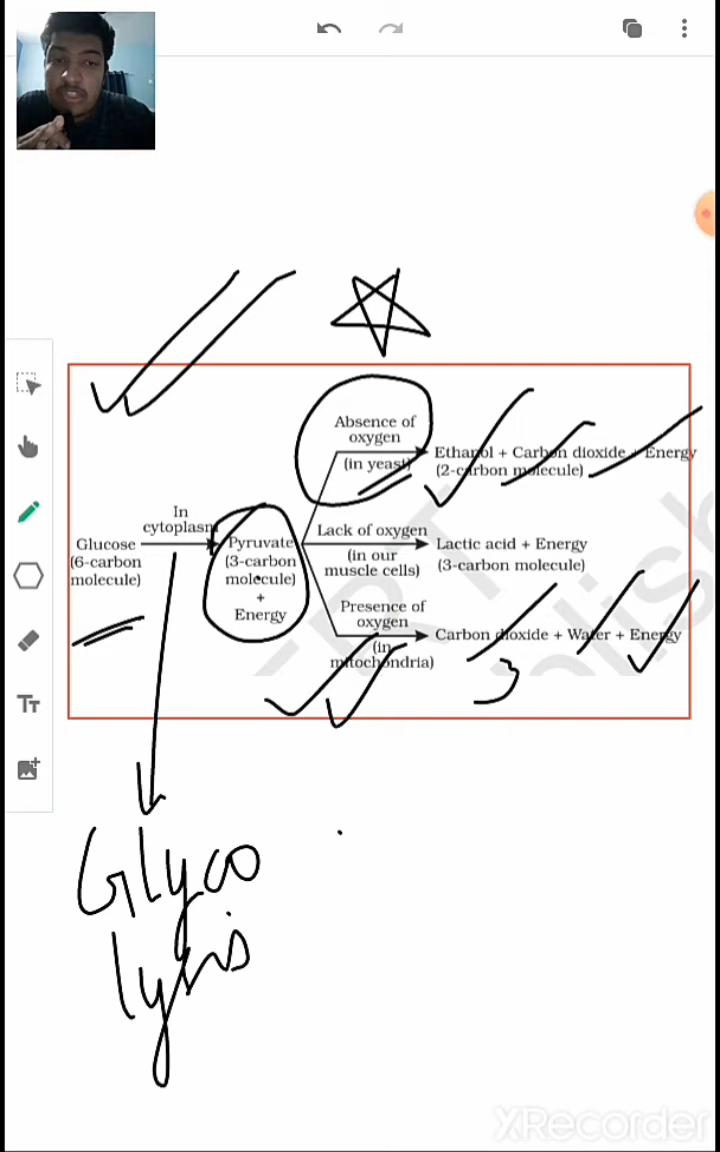 Absence of
oxygen
(in yeast)
Ethanol + Carbon dioxide + Energy
(2-carbon molecule)
In
cytoplasm
Glucose
(6-carbon
molecule)
Pyruvate
(3-carbon
molecule)
+
Energy
Lack of oxygen
(in our
muscle cells)
Lactic acid + Energy
(3-carbon molecule)
Presence of
oxygen
(in
mitochondria)
Carbon dioxide + Water + Energy
3
Glyco
lysis
TT
XRecorder